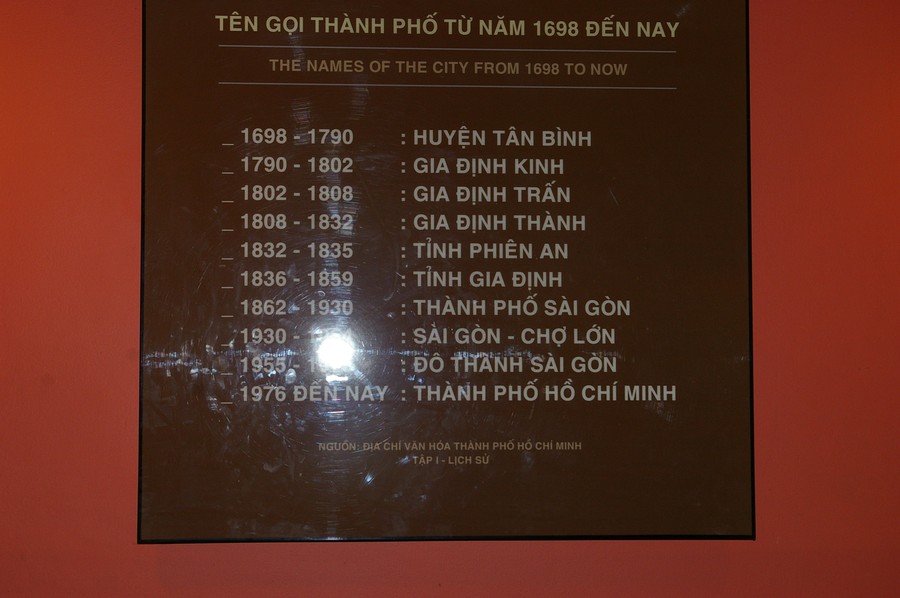 TÊN GỌI THÀNH PHỐ TỪ NĂM 1698 ĐẾN NAY
THE NAMES OF THE CITY FROM 1698 TO NOW
_ 1698 - 1790 : HUYỆN TÂN BÌNH
_ 1790 - 1802 : GIA ĐỊNH KINH
_ 1802 - 1808 : GIA ĐỊNH TRẤN
_ 1808 - 1832 : GIA ĐỊNH THÀNH
_ 1832 - 1835 : TỈNH PHIÊN AN
_ 1836 - 1859 : TỈNH GIA ĐỊNH
_ 1862 - 1930 : THÀNH PHỐ SÀI GÒN
_ 1930 - : SÀI GÒN - CHỢ LỚN
_ 1955 - : ĐÔ THÀNH SÀI GÒN
_ 1976 ĐẾN NAY : THÀNH PHỐ HỒ CHÍ MINH
NGUỒN: ĐỊA CHÍ VĂN HÓA THÀNH PHỐ HỒ CHÍ MINH
TẬP I - LỊCH SỬ